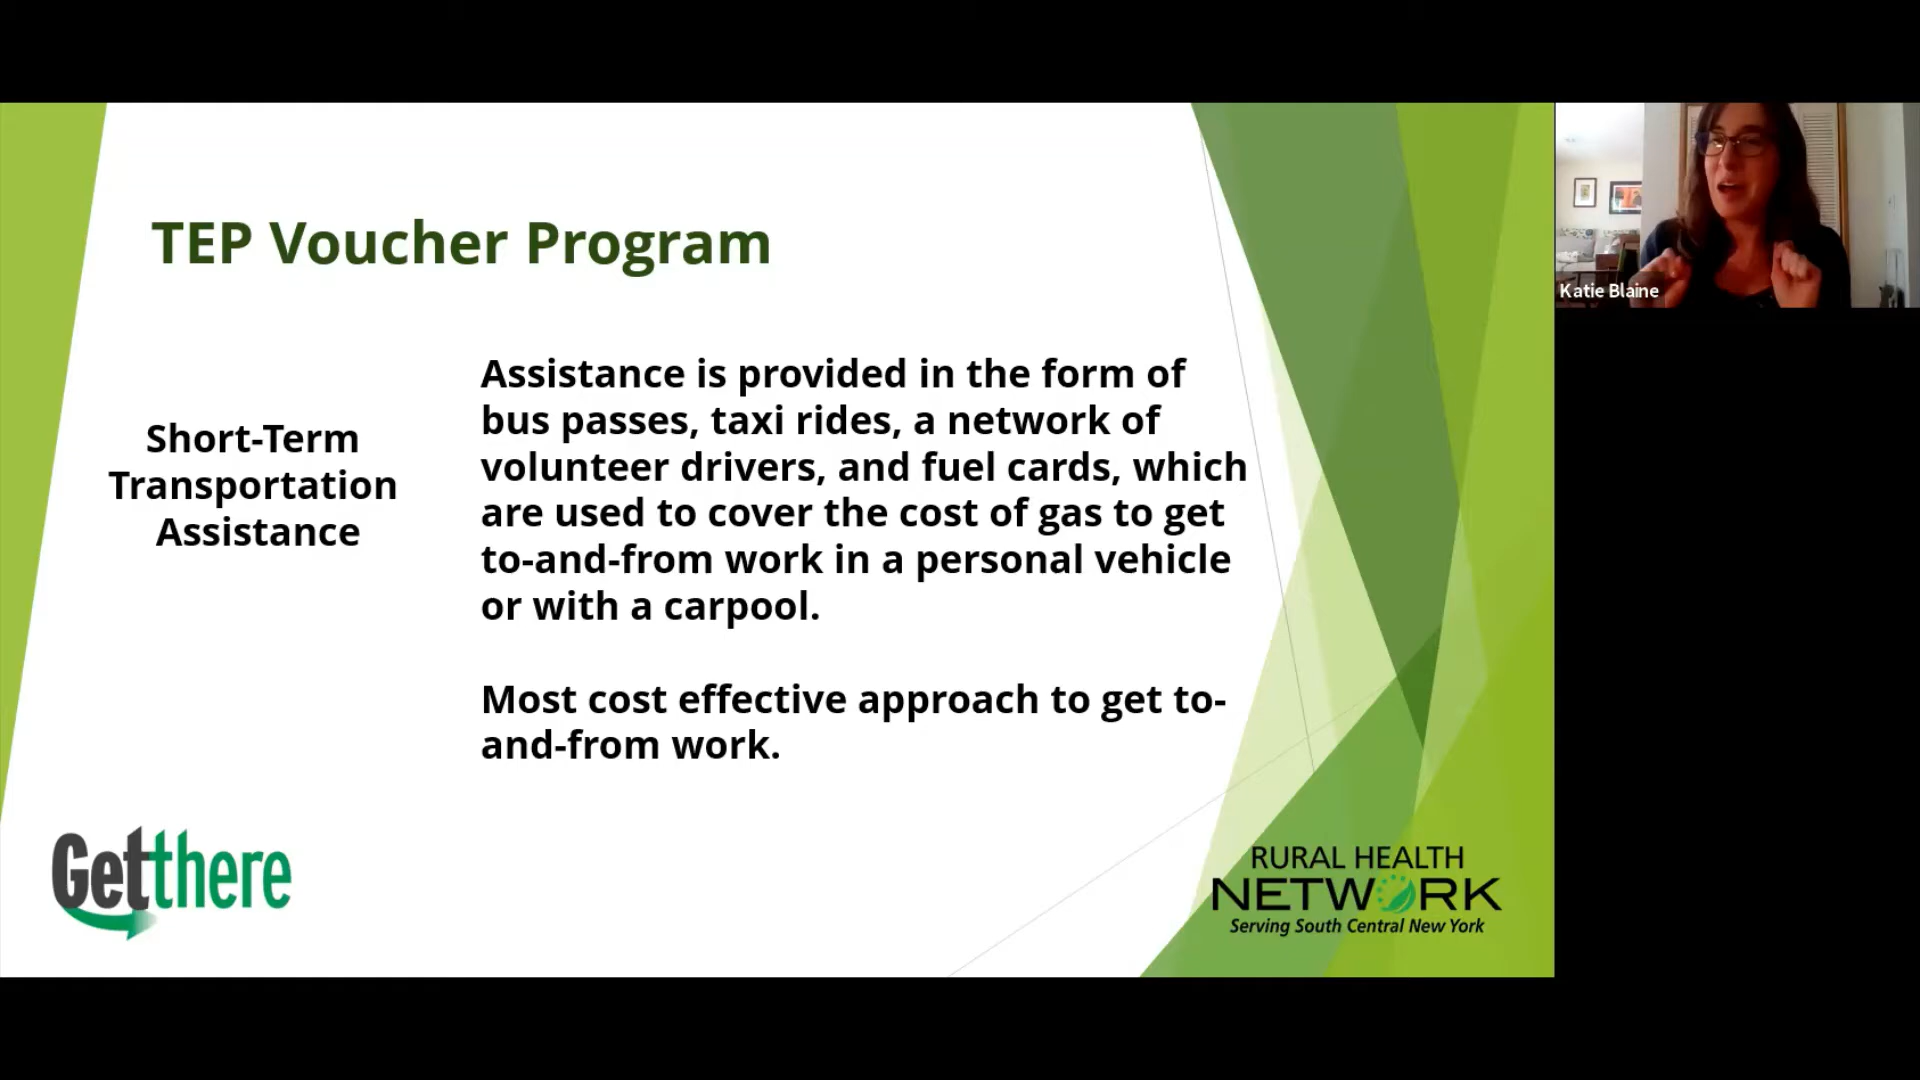 TEP Voucher Program
Short-Term
Transportation
Assistance
Assistance is provided in the form of
bus passes, taxi rides, a network of
volunteer drivers, and fuel cards, which
are used to cover the cost of gas to get
to-and-from work in a personal vehicle
or with a carpool.
Most cost effective approach to get to-
and-from work.
Getthere
RURAL HEALTH
NETWORK
Serving South Central New York
Katie Blaine